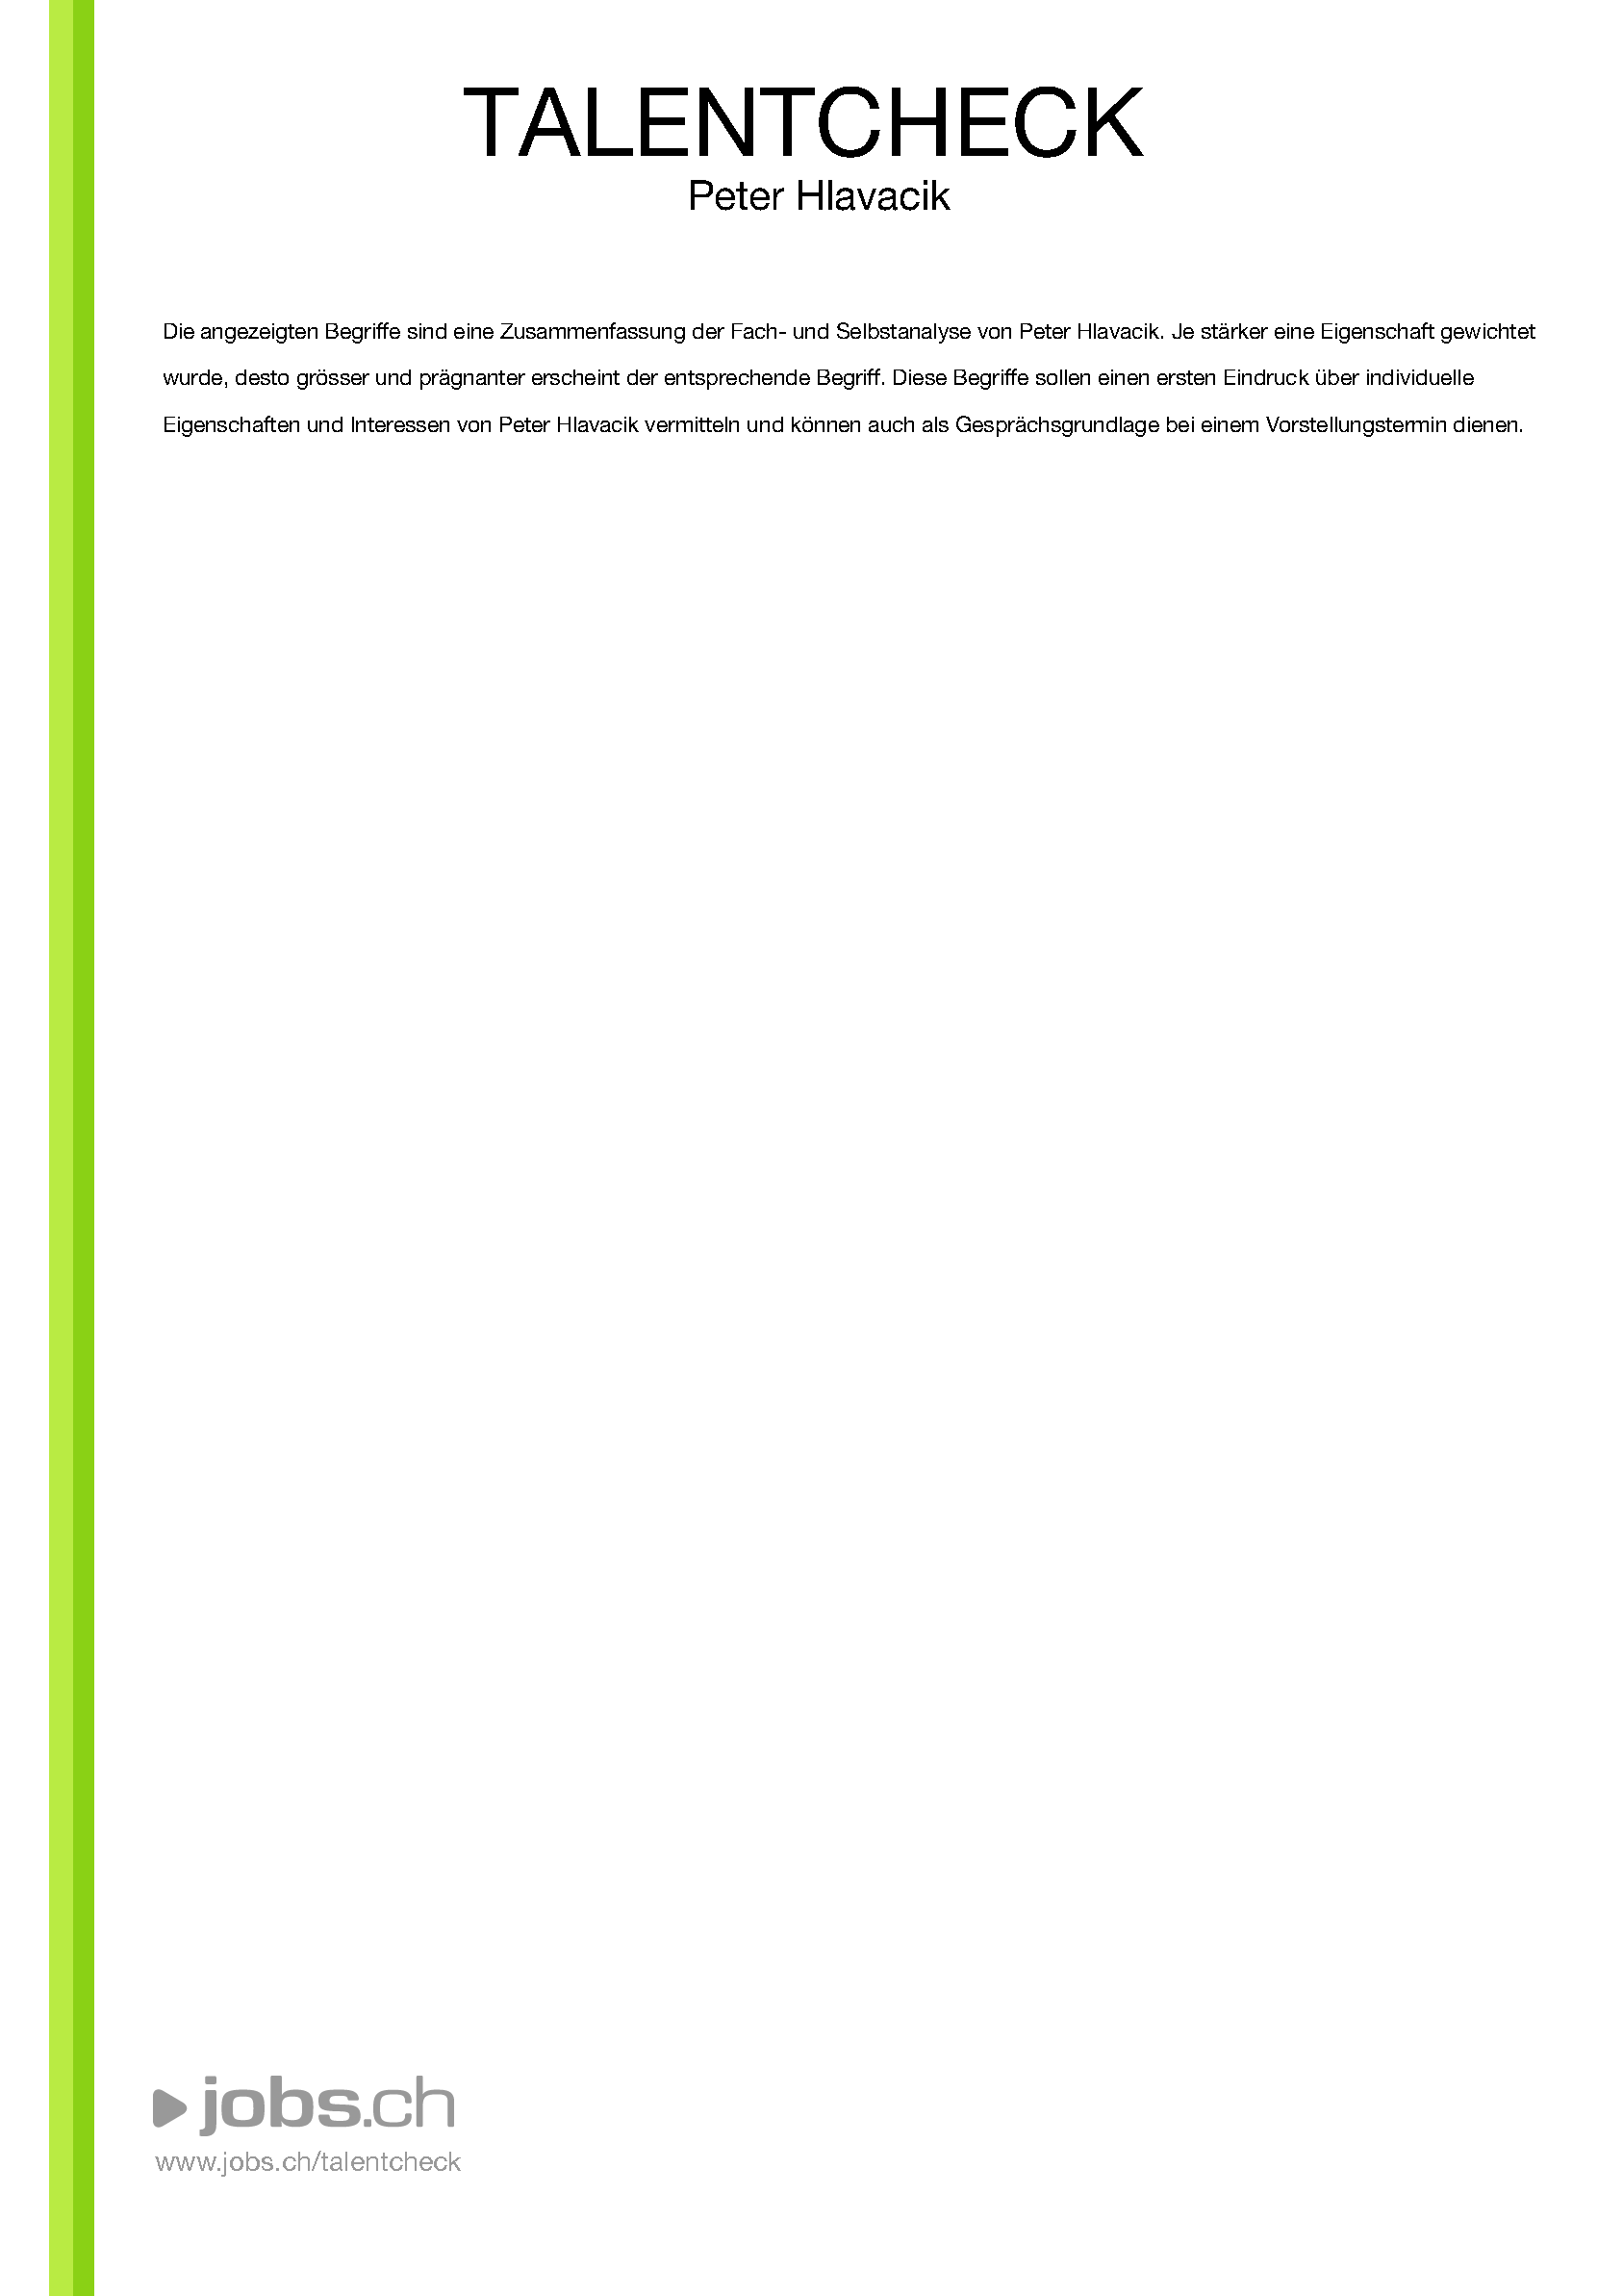 TALENTCHECK
Peter Hlavacik
Die angezeigten Begriffe sind eine Zusammenfassung der Fach- und Selbstanalyse von Peter Hlavacik. Je stärker eine Eigenschaft gewichtet
wurde, desto grösser und prägnanter erscheint der entsprechende Begriff. Diese Begriffe sollen einen ersten Eindruck über individuelle
Eigenschaften und Interessen von Peter Hlavacik vermitteln und können auch als Gesprächsgrundlage bei einem Vorstellungstermin dienen.
jobs.ch
www.jobs.ch/talentcheck